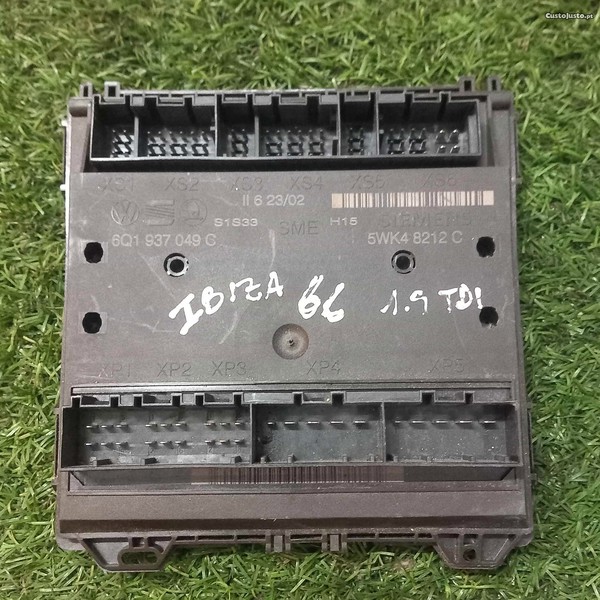 CustoJusto.pt
XS1 XS2 XS3 XS4 XS5 XS6
II 6 23/02
S1S33 SME H15 SIEMENS
6Q1 937 049 C 5WK4 8212 C
IBIZA 66 1.9 TDI
XP1 XP2 XP3 XP4 XP5